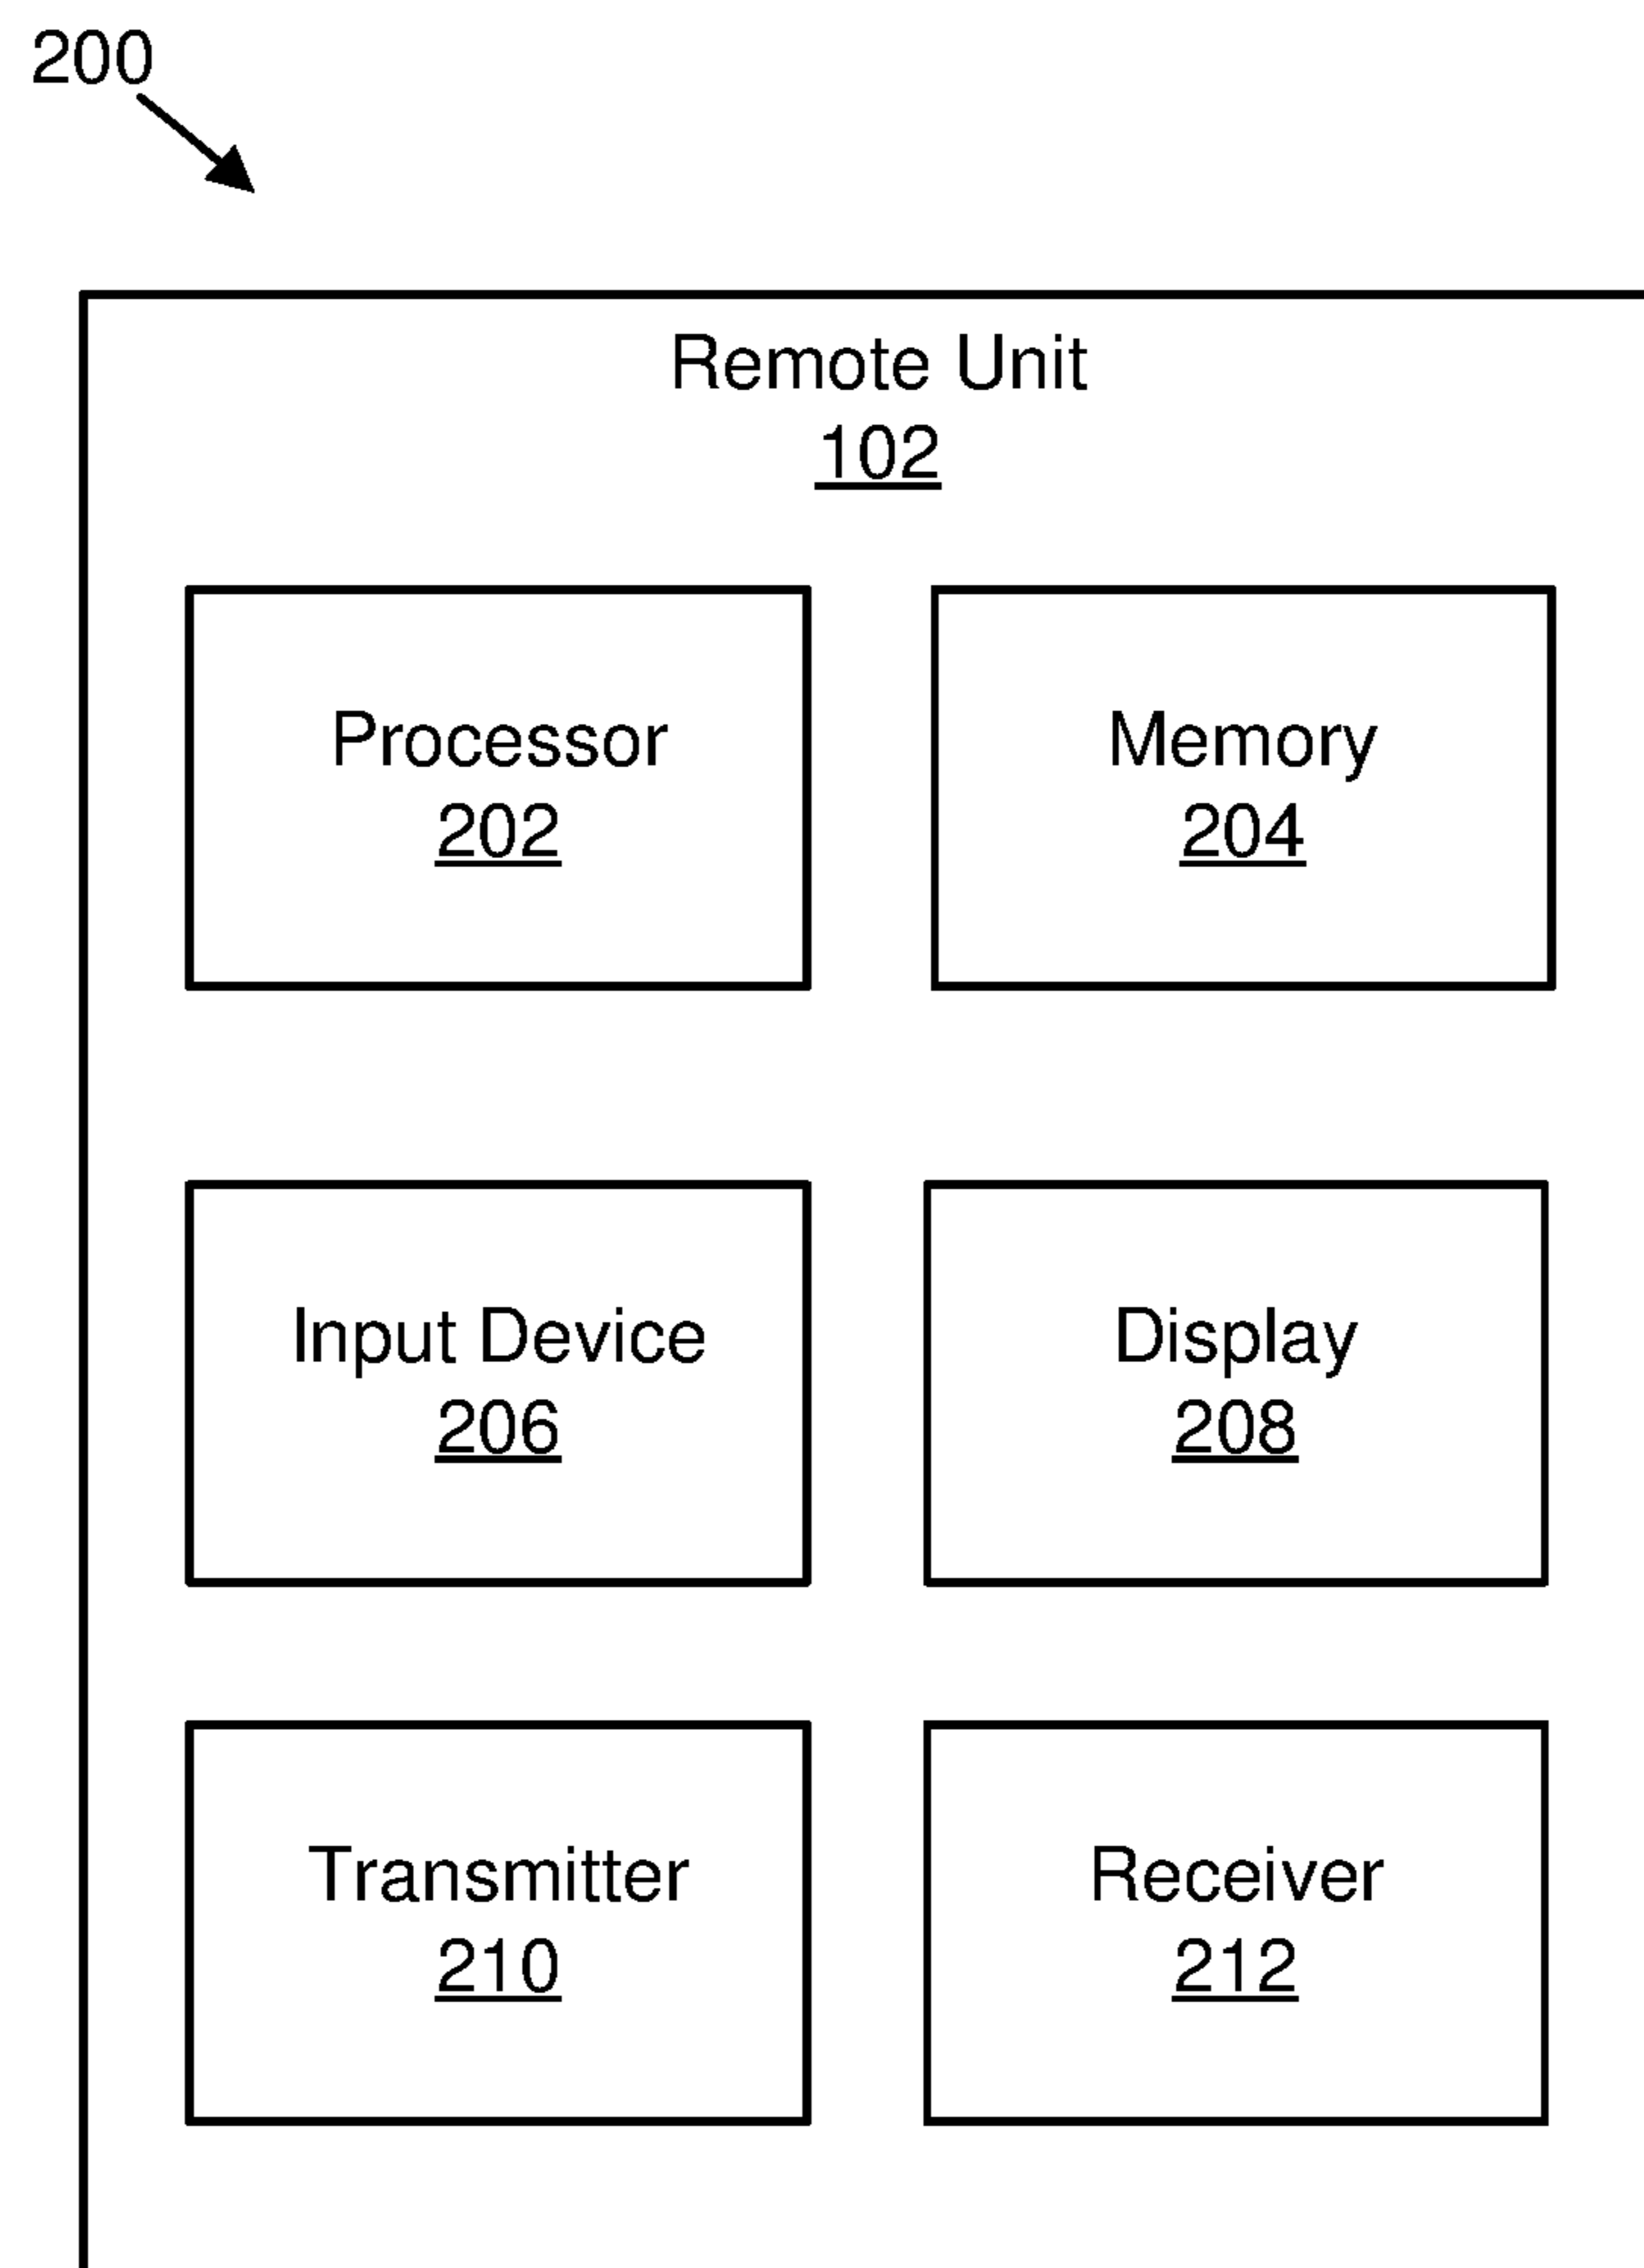 200
Remote Unit
102
Processor
202
Memory
204
Input Device
206
Display
208
Transmitter
210
Receiver
212